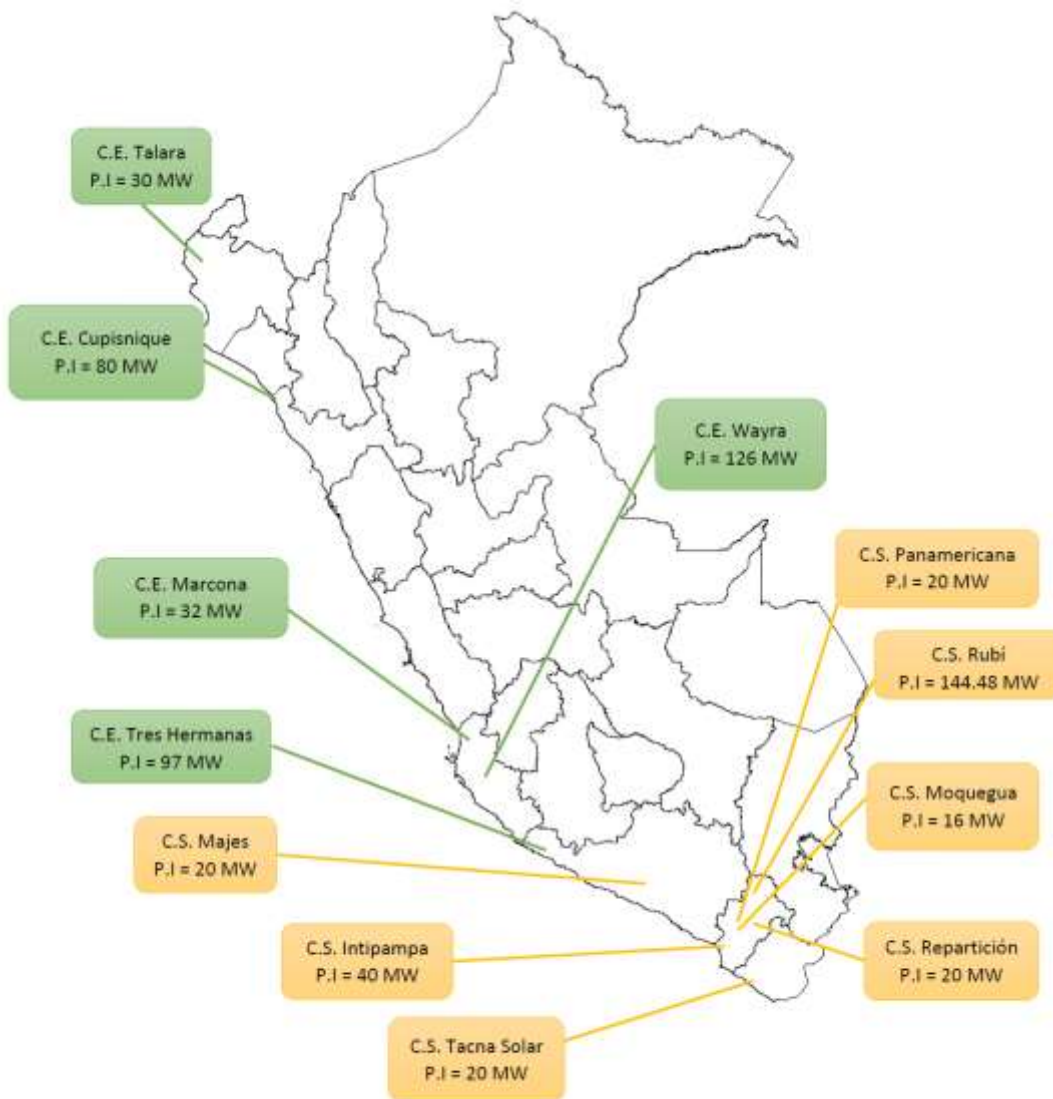 C.E. Talara
P.I = 30 MW
C.E. Cupisnique
P.I = 80 MW
C.E. Wayra
P.I = 126 MW
C.S. Panamericana
P.I = 20 MW
C.E. Marcona
P.I = 32 MW
C.S. Rubí
P.I = 144.48 MW
C.E. Tres Hermanas
P.I = 97 MW
C.S. Moquegua
P.I = 16 MW
C.S. Majes
P.I = 20 MW
C.S. Intipampa
P.I = 40 MW
C.S. Repartición
P.I = 20 MW
C.S. Tacna Solar
P.I = 20 MW